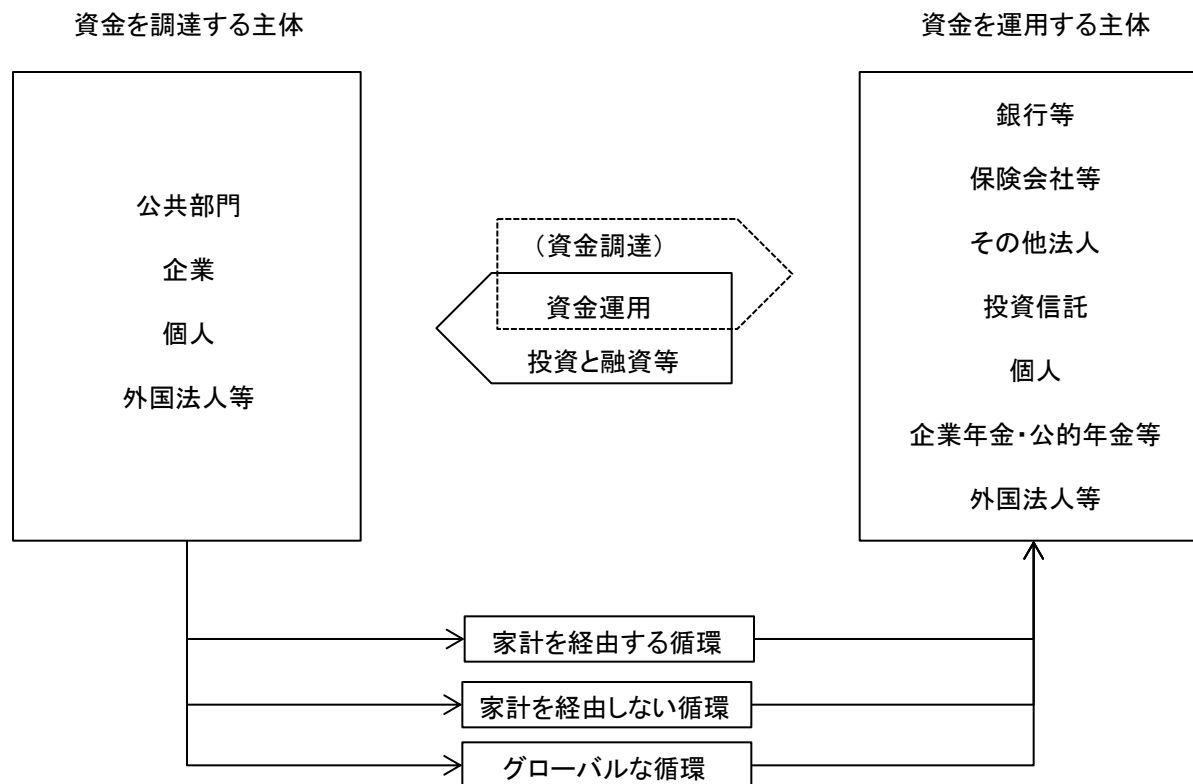 資金を調達する主体
資金を運用する主体
公共部門
企業
個人
外国法人等
（資金調達）
資金運用
投資と融資等
銀行等
保険会社等
その他法人
投資信託
個人
企業年金・公的年金等
外国法人等
家計を経由する循環
家計を経由しない循環
グローバルな循環